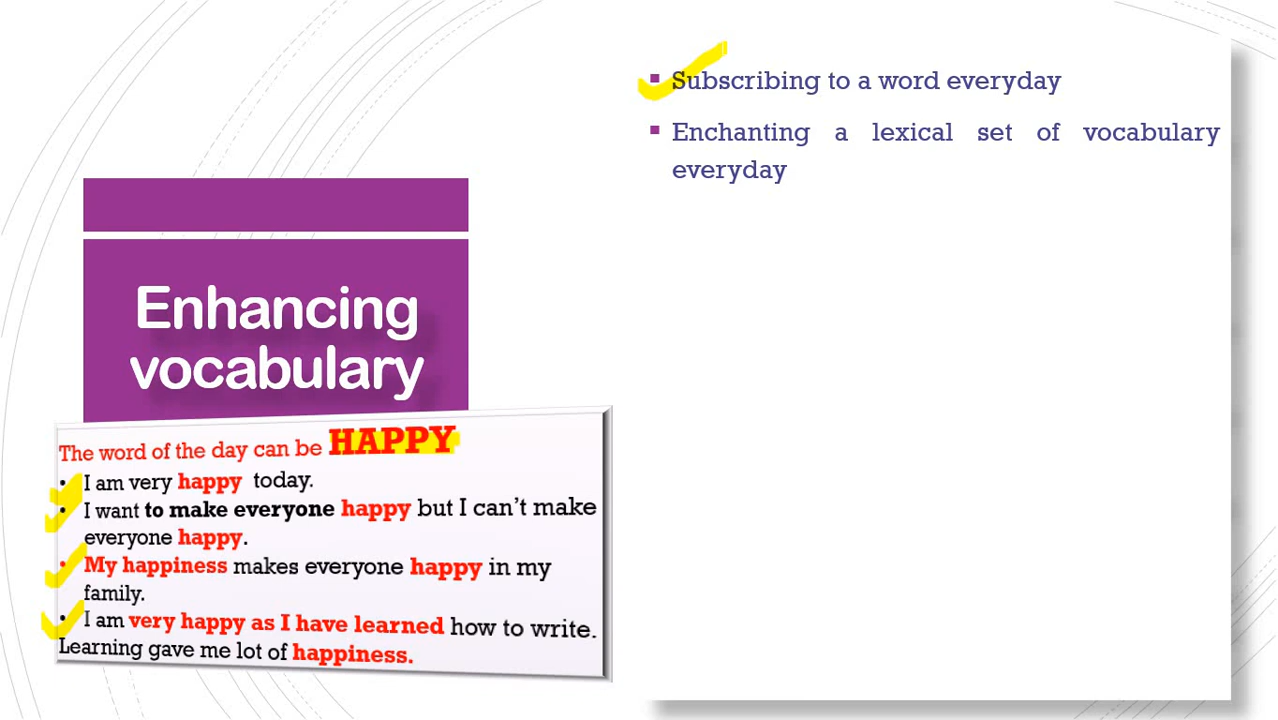 Subscribing to a word everyday
Enchanting a lexical set of vocabulary
everyday
Enhancing
vocabulary
The word of the day can be HAPPY
• I am very happy today.
• I want to make everyone happy but I can't make
everyone happy.
• My happiness makes everyone happy in my
family.
• I am very happy as I have learned how to write.
Learning gave me lot of happiness.